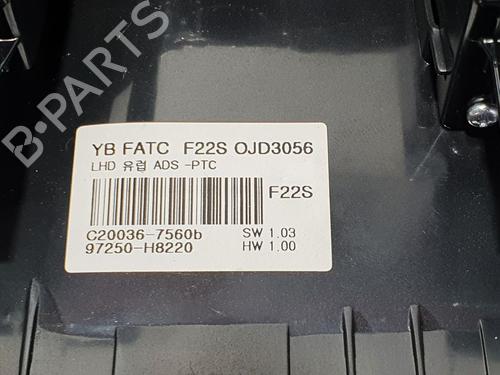 B-PARTS
YB FATC F22S OJD3056
LHD 유럽 ADS -PTC
F22S
C20036-7560b SW 1.03
97250-H8220 HW 1.00